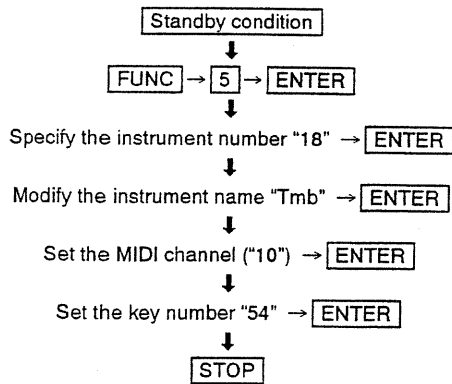 Standby condition
FUNC → 5 → ENTER
Specify the instrument number “18” → ENTER
Modify the instrument name “Tmb” → ENTER
Set the MIDI channel (“10”) → ENTER
Set the key number “54” → ENTER
STOP